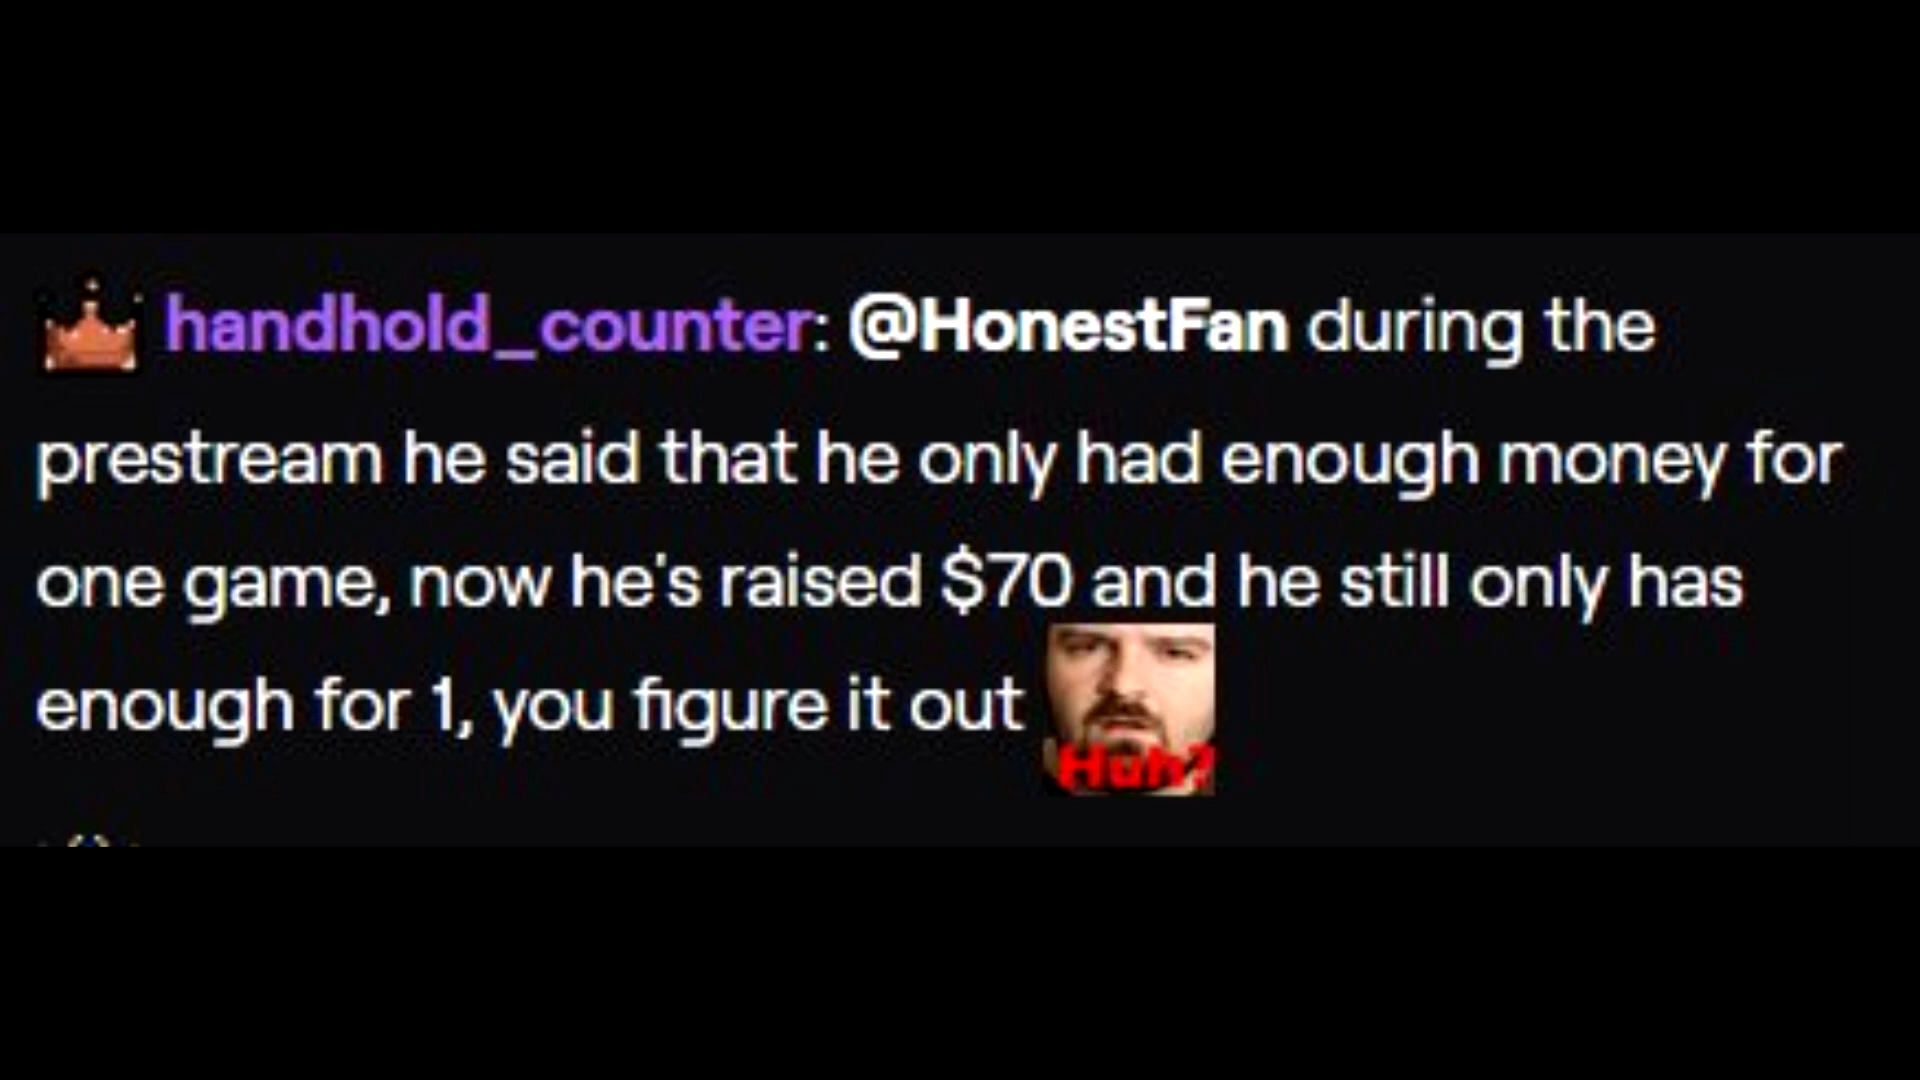 handhold_counter: @HonestFan during the
prestream he said that he only had enough money for
one game, now he's raised $70 and he still only has
enough for 1, you figure it out
Huh?